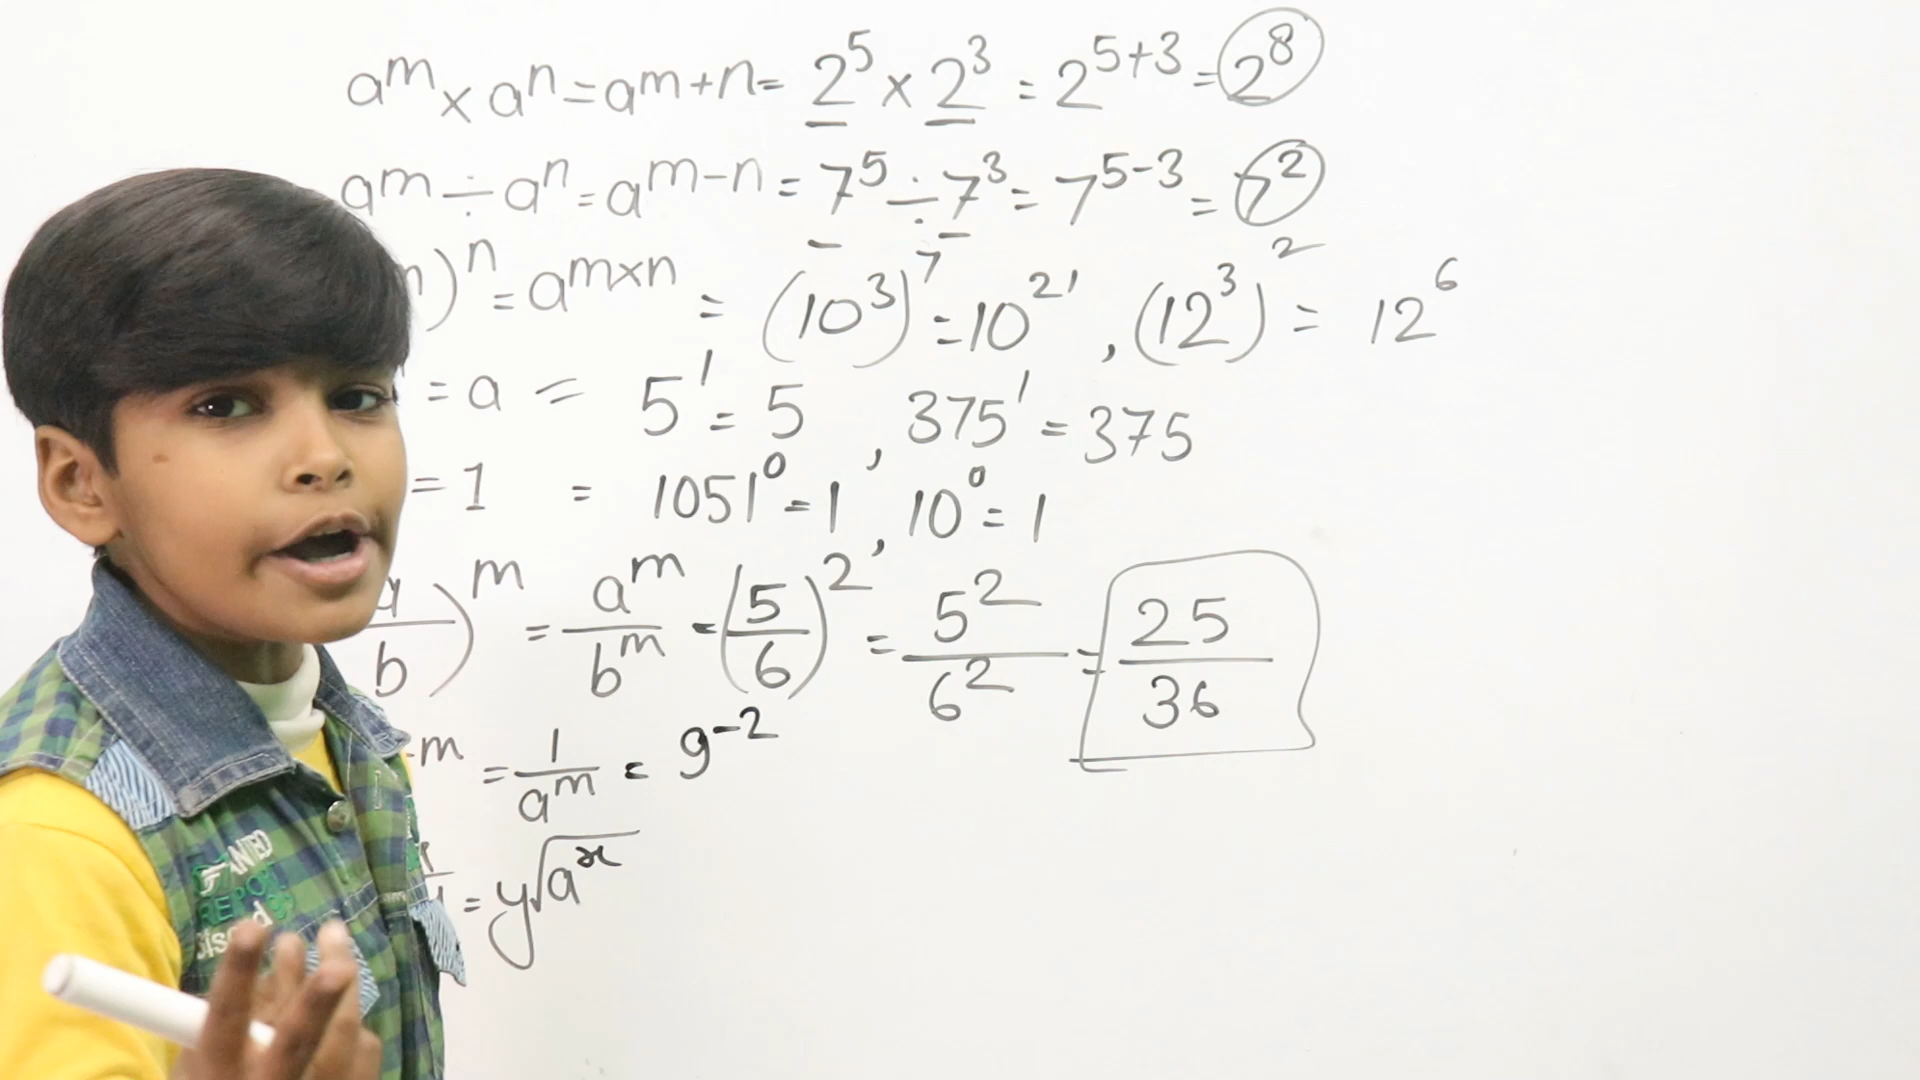 aᵐ × aⁿ = aᵐ⁺ⁿ = 2⁵ × 2³ = 2⁵⁺³ = 2⁸
aᵐ ÷ aⁿ = aᵐ⁻ⁿ = 7⁵ ÷ 7³ = 7⁵⁻³ = 7²
)ⁿ = aᵐˣⁿ = (10³)⁷ = 10²¹ , (12³)² = 12⁶
= a = 5¹ = 5 , 375¹ = 375
= 1 = 1051⁰ = 1 , 10⁰ = 1
a/b)ᵐ = aᵐ/bᵐ = (5/6)² = 5²/6² = 25/36
⁻ᵐ = 1/aᵐ = 9⁻²
= y√aˣ
ANTED
REPOR